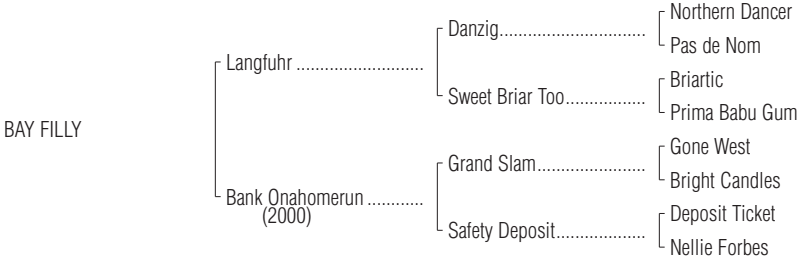 Northern Dancer
Danzig..............................
Pas de Nom
Langfuhr ..........................
Briartic
Sweet Briar Too.................
Prima Babu Gum
BAY FILLY
Gone West
Grand Slam.......................
Bright Candles
Bank Onahomerun ............
(2000)
Deposit Ticket
Safety Deposit...................
Nellie Forbes